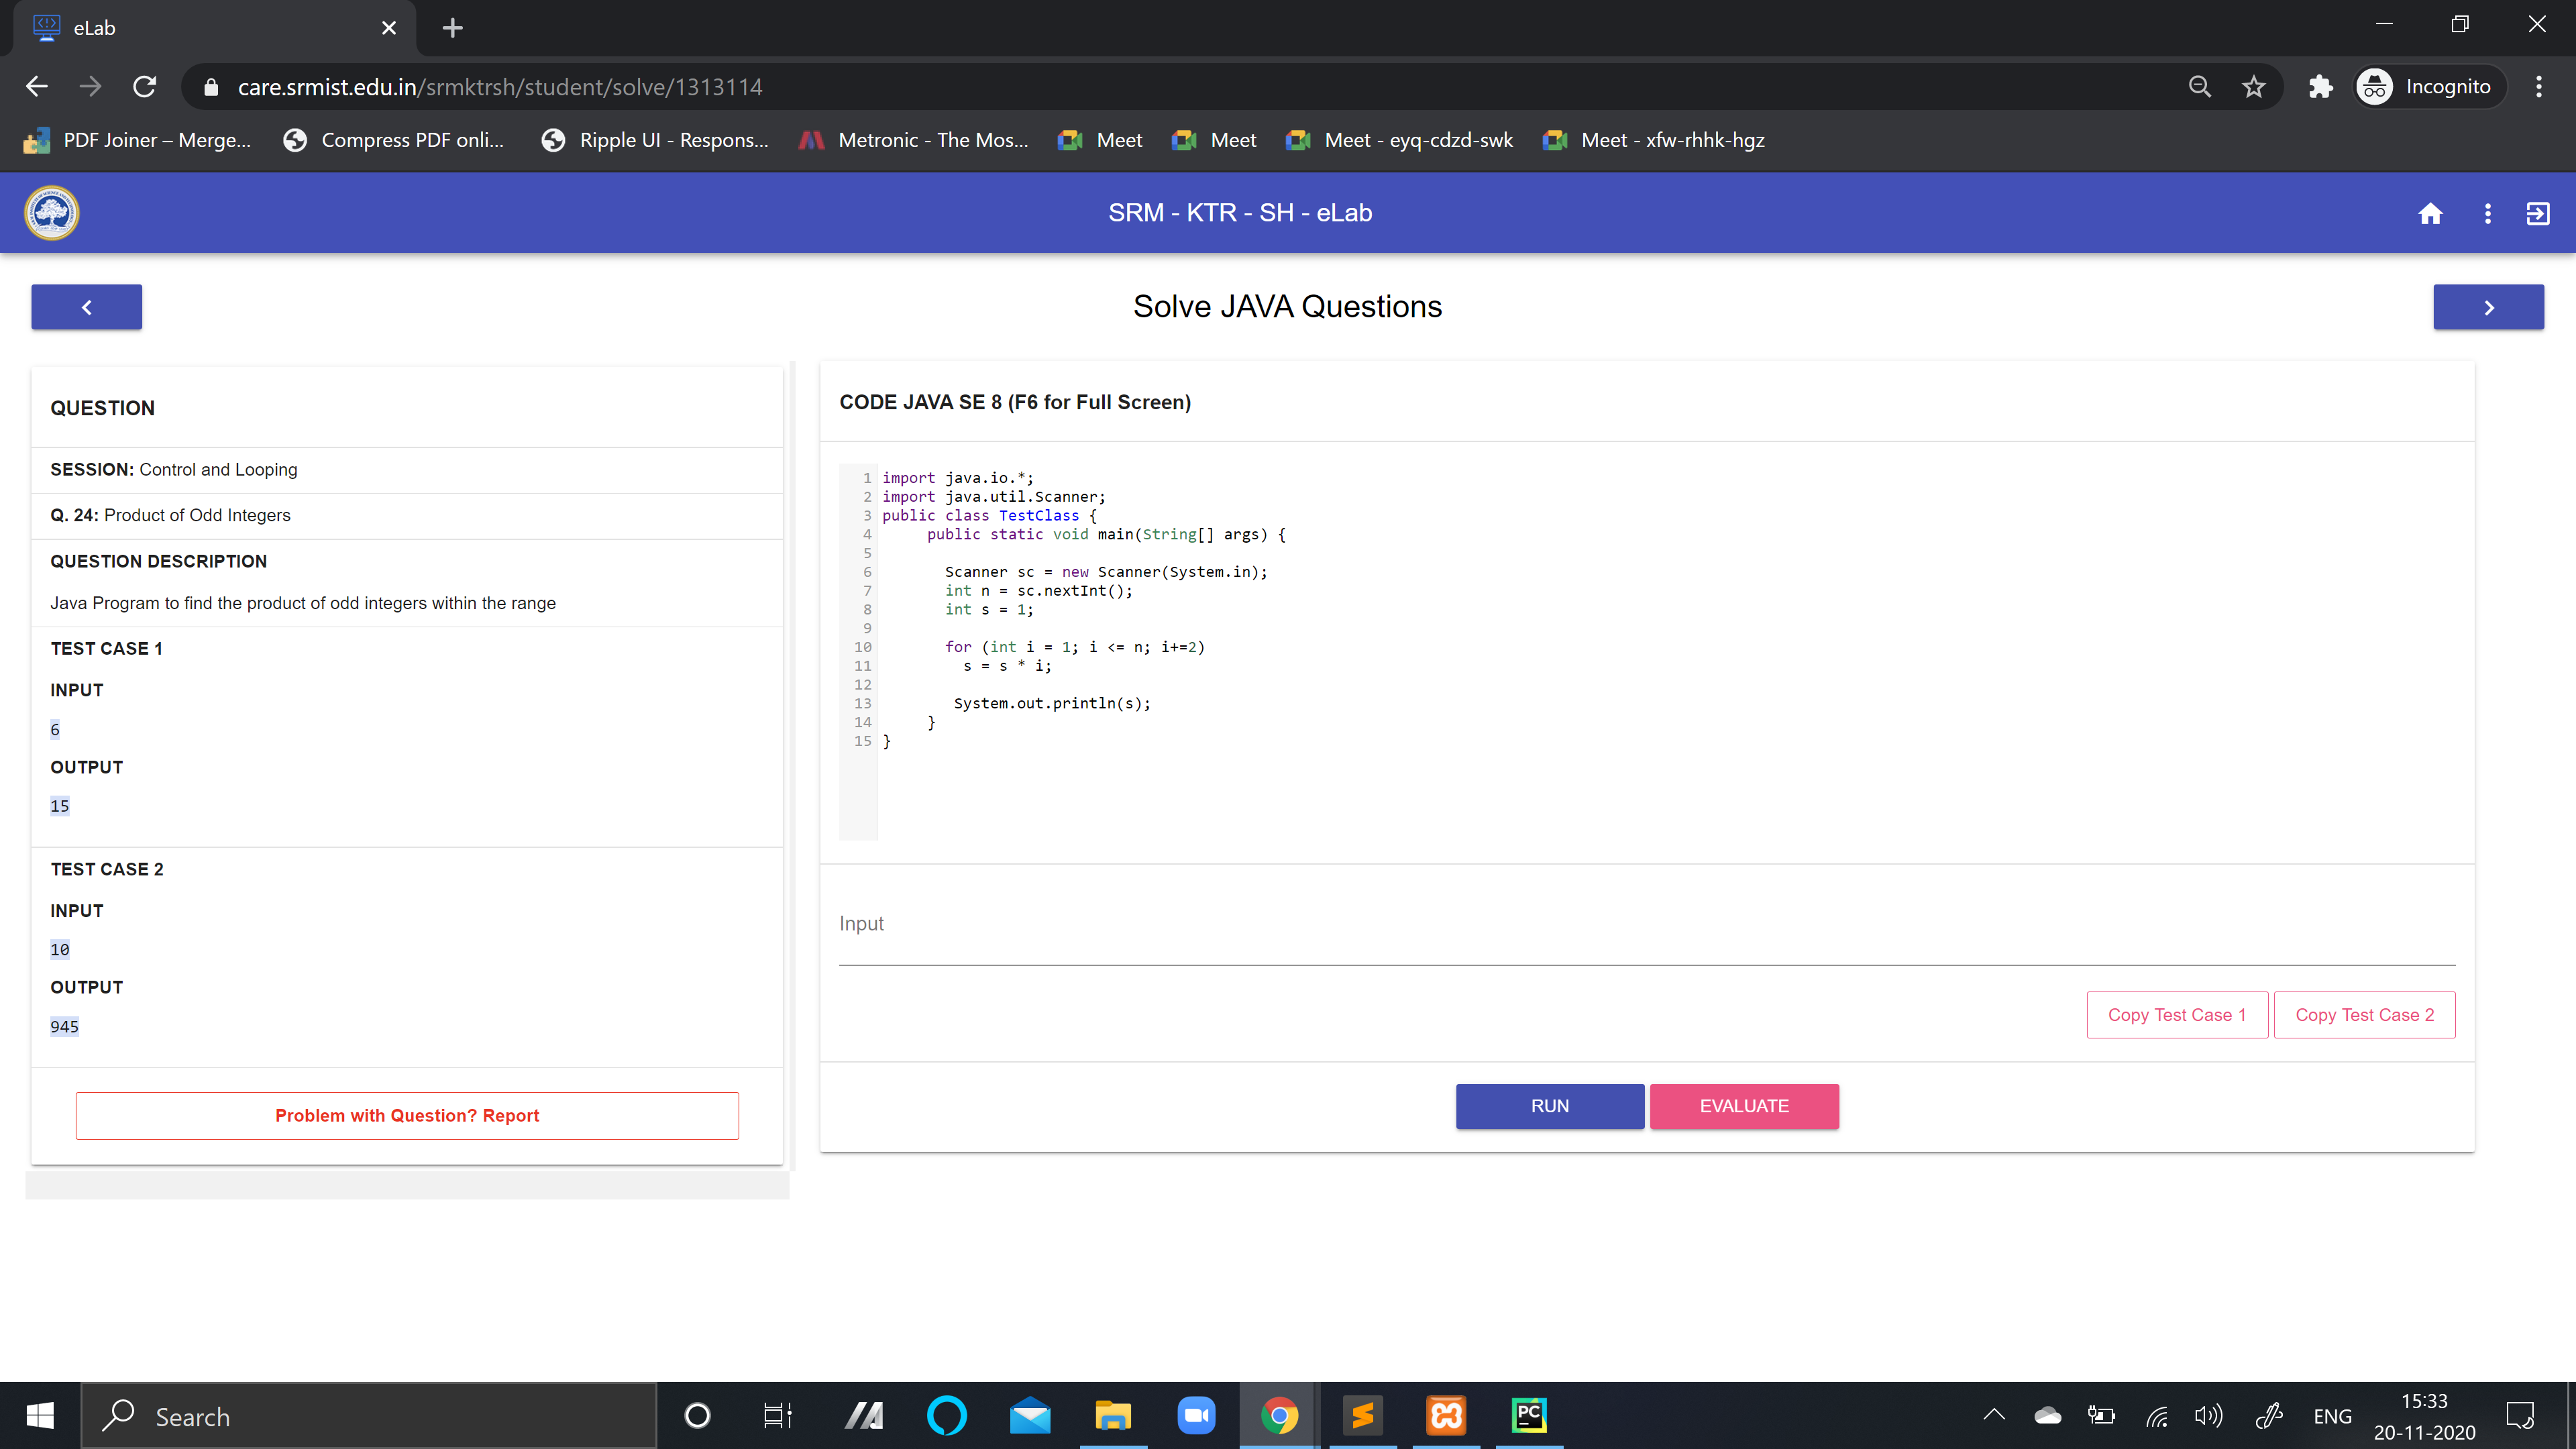 eLab
care.srmist.edu.in/srmktrsh/student/solve/1313114
Incognito
PDF Joiner – Merge...
Compress PDF onli...
Ripple UI - Respons...
Metronic - The Mos...
Meet
Meet
Meet - eyq-cdzd-swk
Meet - xfw-rhhk-hgz
SRM - KTR - SH - eLab
Solve JAVA Questions
QUESTION
SESSION: Control and Looping
Q. 24: Product of Odd Integers
QUESTION DESCRIPTION
Java Program to find the product of odd integers within the range
TEST CASE 1
INPUT
6
OUTPUT
15
TEST CASE 2
INPUT
10
OUTPUT
945
Problem with Question? Report
CODE JAVA SE 8 (F6 for Full Screen)
1 import java.io.*;
2 import java.util.Scanner;
3 public class TestClass {
4 public static void main(String[] args) {
5
6 Scanner sc = new Scanner(System.in);
7 int n = sc.nextInt();
8 int s = 1;
9
10 for (int i = 1; i <= n; i+=2)
11 s = s * i;
12
13 System.out.println(s);
14 }
15 }
Input
Copy Test Case 1
Copy Test Case 2
RUN
EVALUATE
Search
PC
ENG
15:33
20-11-2020